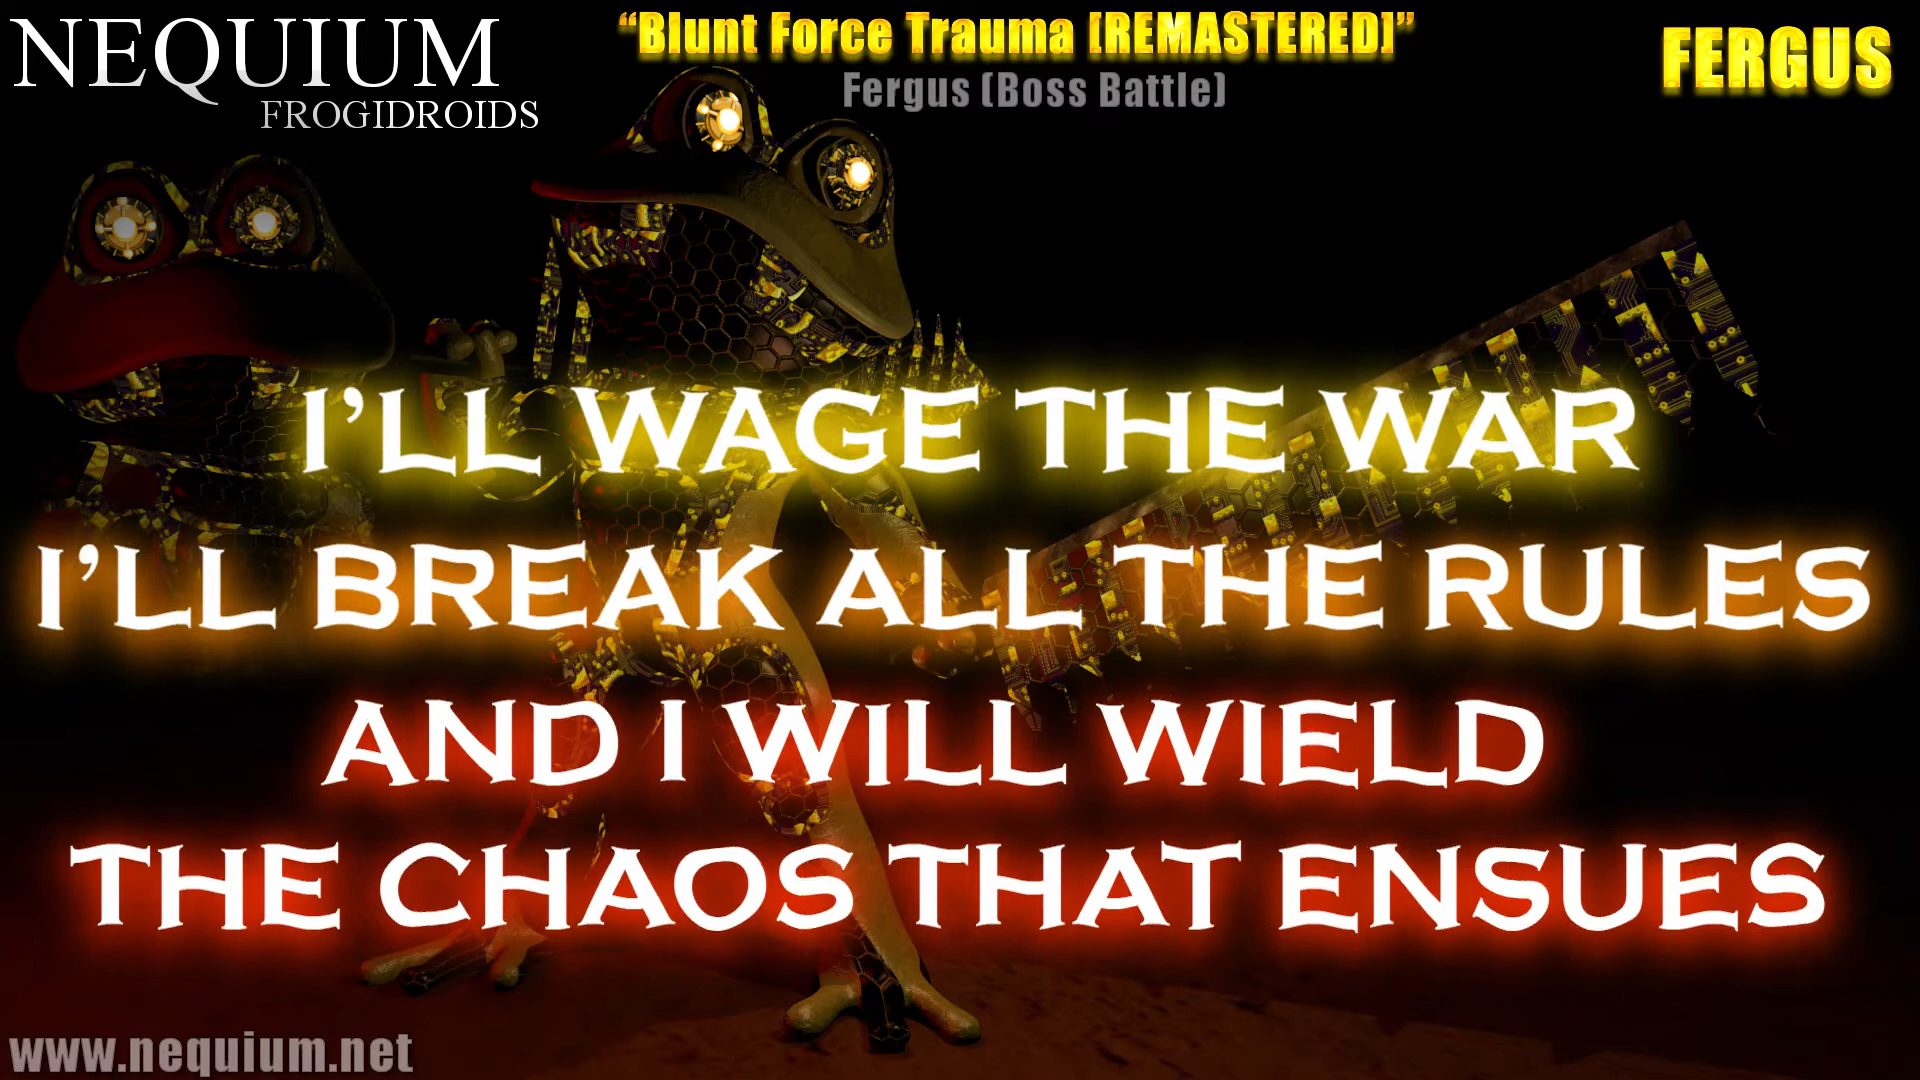 NEQUIUM
FROGIDROIDS
“Blunt Force Trauma [REMASTERED]”
Fergus (Boss Battle)
FERGUS
I’LL WAGE THE WAR
I’LL BREAK ALL THE RULES
AND I WILL WIELD
THE CHAOS THAT ENSUES
www.nequium.net